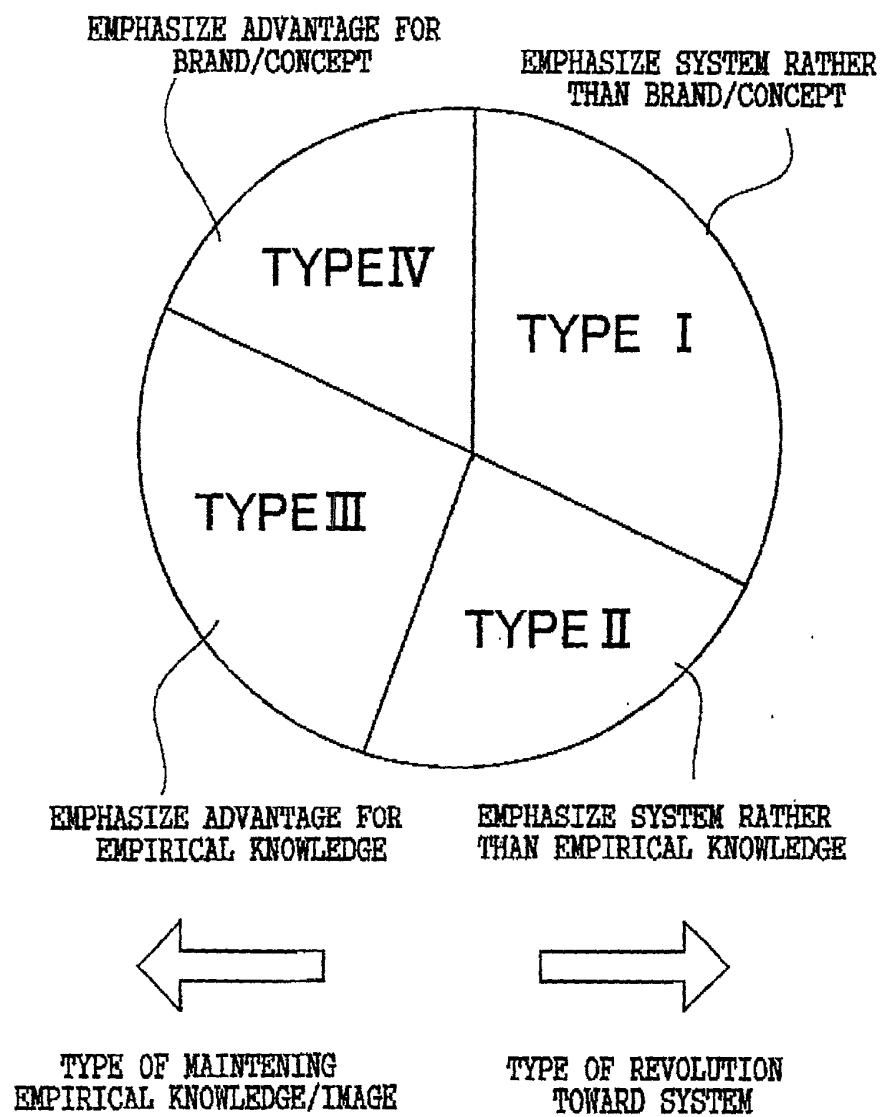 EMPHASIZE ADVANTAGE FOR
BRAND/CONCEPT
EMPHASIZE SYSTEM RATHER
THAN BRAND/CONCEPT
TYPE IV
TYPE I
TYPE III
TYPE II
EMPHASIZE ADVANTAGE FOR
EMPIRICAL KNOWLEDGE
EMPHASIZE SYSTEM RATHER
THAN EMPIRICAL KNOWLEDGE
TYPE OF MAINTENING
EMPIRICAL KNOWLEDGE/IMAGE
TYPE OF REVOLUTION
TOWARD SYSTEM